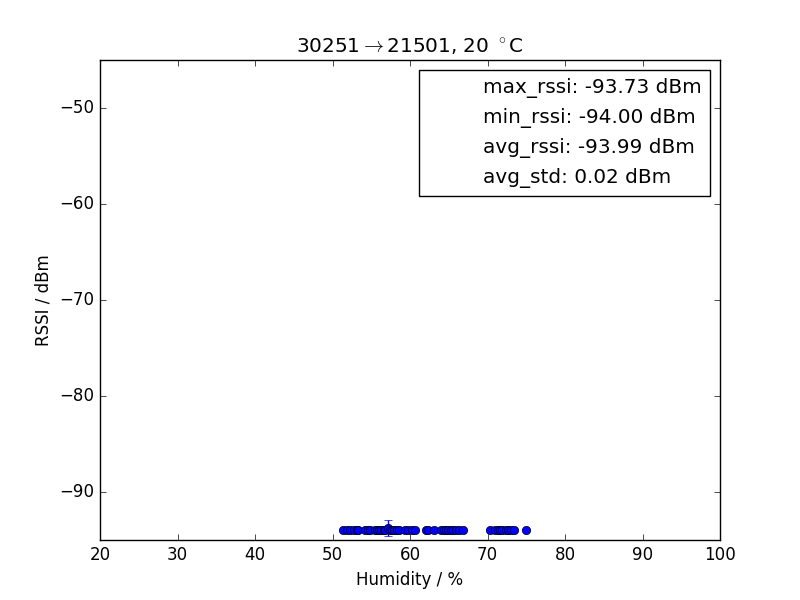 30251→21501, 20 °C
max_rssi: -93.73 dBm
min_rssi: -94.00 dBm
avg_rssi: -93.99 dBm
avg_std: 0.02 dBm
RSSI / dBm
−50
−60
−70
−80
−90
20 30 40 50 60 70 80 90 100
Humidity / %